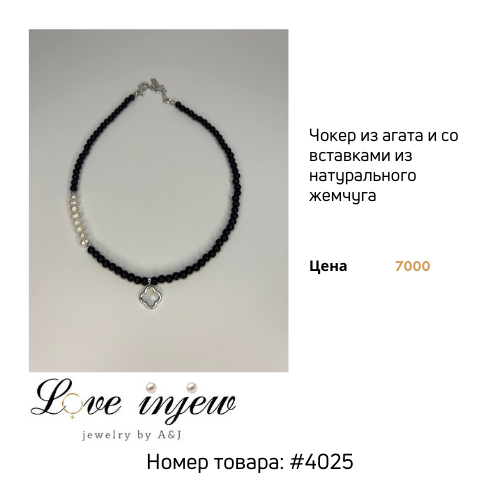 Чокер из агата и со
вставками из
натурального
жемчуга
Цена 7000
Love injew
jewelry by A&J
Номер товара: #4025